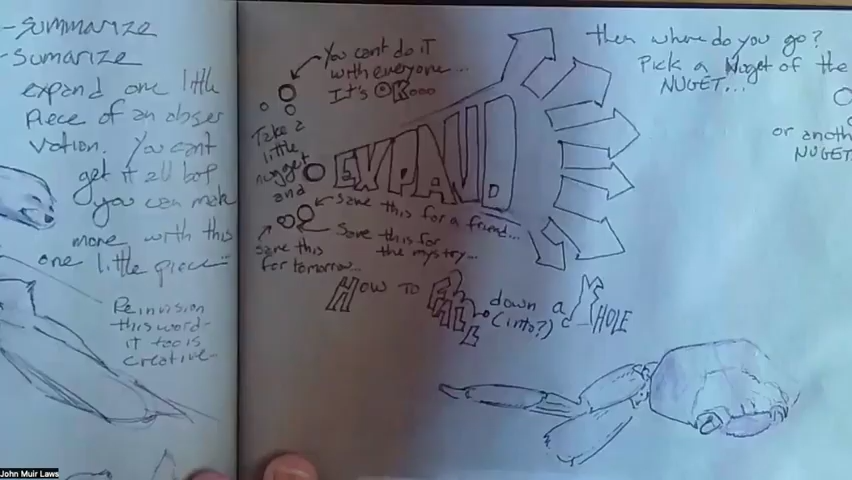 -summarize
-sumarize
expand one little
piece of an obser
vation. You cant
get it all but
you can make
more with this
one little piece...
Reinvision
this word-
it too is
creative-
You cant do it
with everyone...
It's OK...
Take a
little
nugget
and
EXPAND
save this for a friend...
Save this for
the mystery...
save this
for tomorrow...
How to FALL down a
(into?) HOLE
then where do you go?
Pick a Nuget of the
NUGET...
or anoth
NUGET
John Muir Laws